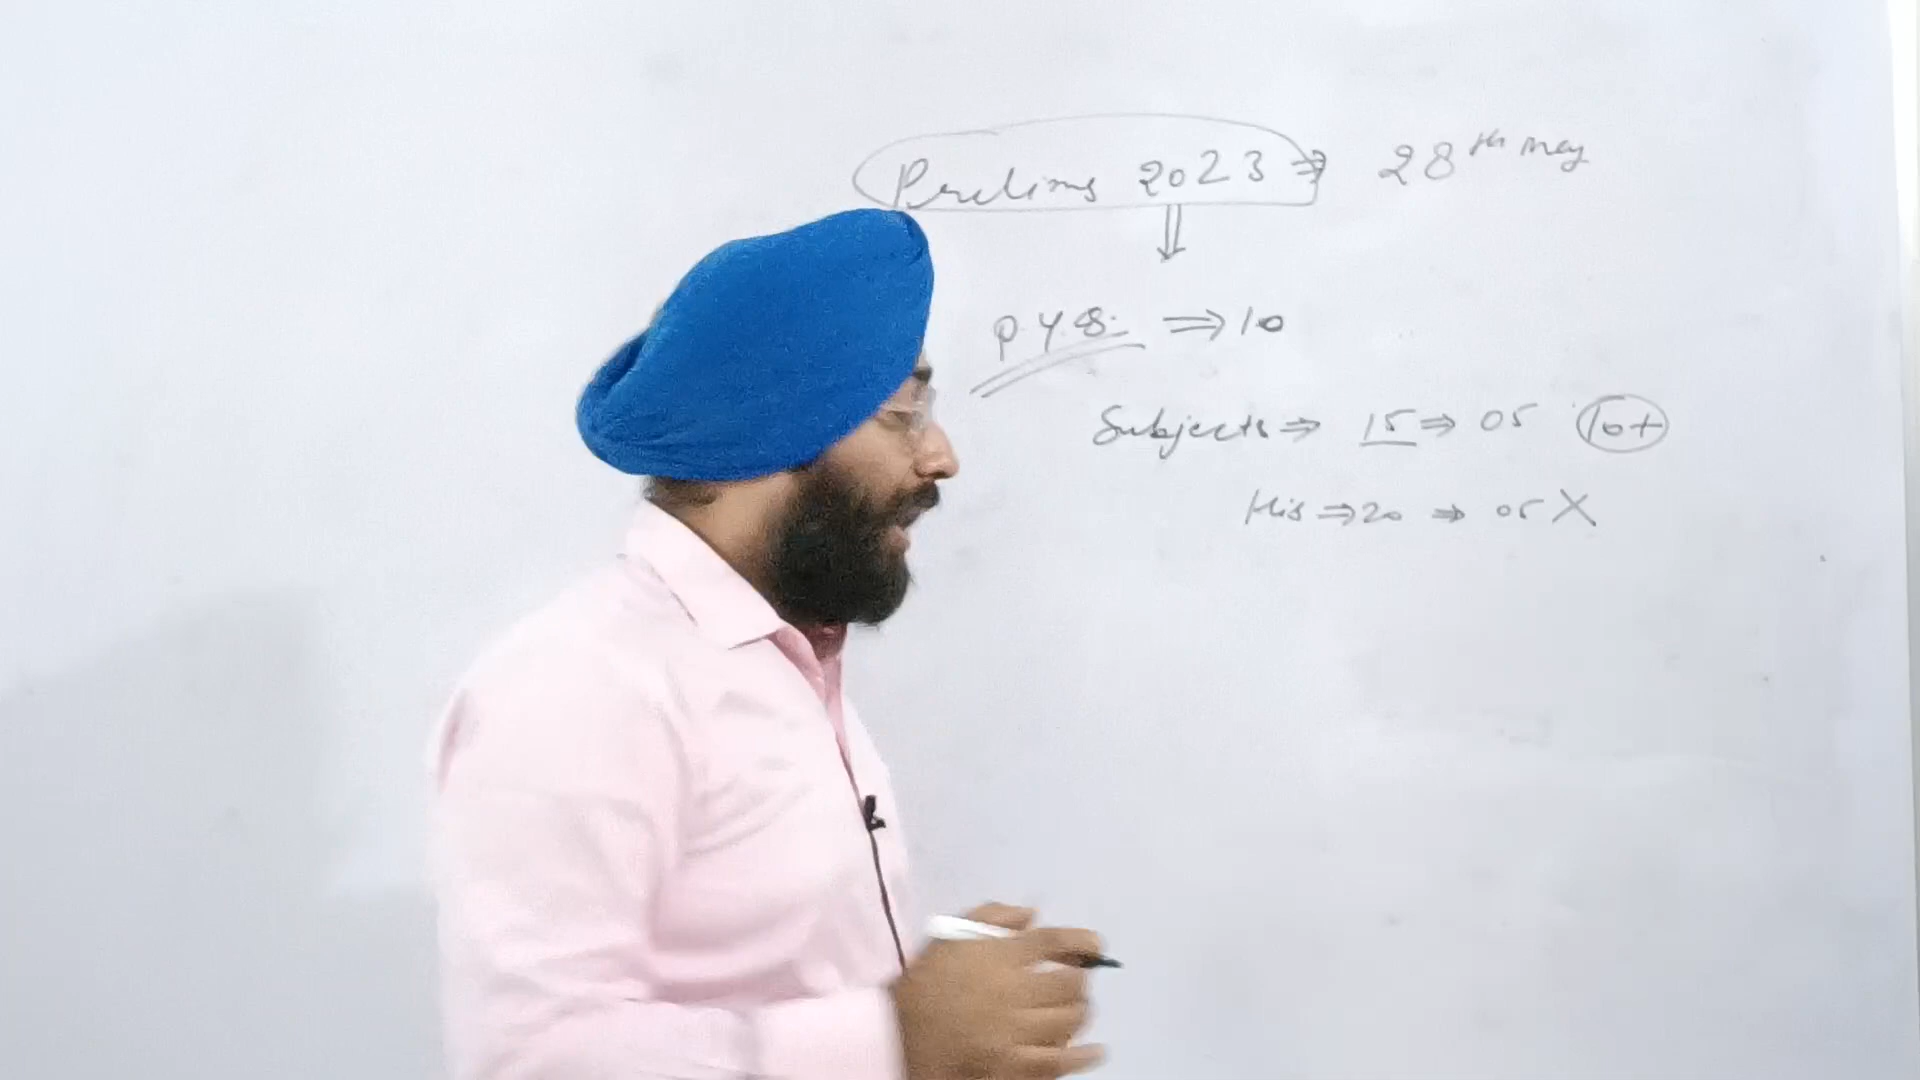 Prelims 2023 ⇒ 28th may
P.Y.Q. ⇒ 10
Subjects ⇒ 15 ⇒ 05 10+
His ⇒ 20 ⇒ 05 X